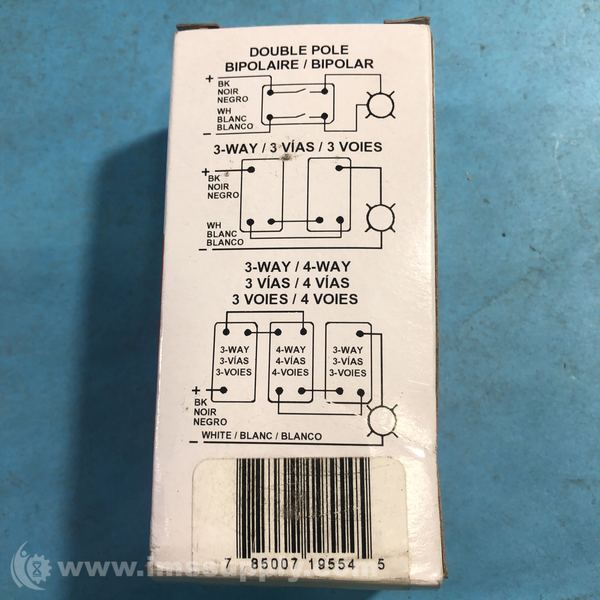 DOUBLE POLE
BIPOLAIRE / BIPOLAR
+
BK
NOIR
NEGRO
WH
BLANC
BLANCO
–
3-WAY / 3 VÍAS / 3 VOIES
+
BK
NOIR
NEGRO
WH
BLANC
BLANCO
–
3-WAY / 4-WAY
3 VÍAS / 4 VÍAS
3 VOIES / 4 VOIES
3-WAY 4-WAY 3-WAY
3-VÍAS 4-VÍAS 3-VÍAS
3-VOIES 4-VOIES 3-VOIES
+
BK
NOIR
NEGRO
–
WHITE / BLANC / BLANCO
7 85007 19554 5
www.imssupply.com